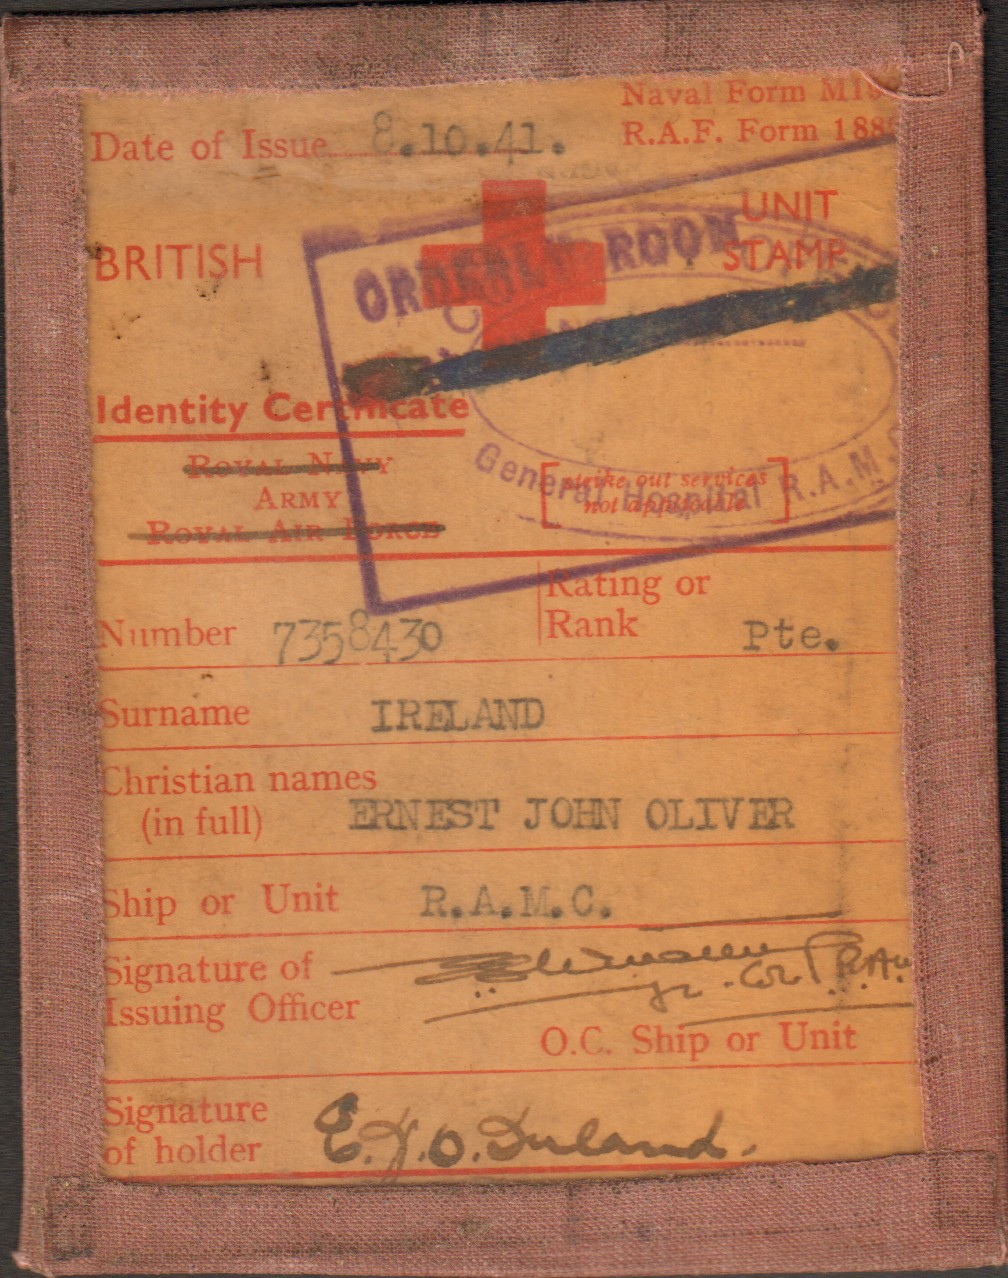 Naval Form M18
Date of Issue 8.10.41.
R.A.F. Form 188
BRITISH
UNIT
STAMP
ORDERLY ROOM
Identity Certificate
ROYAL NAVY
ARMY
ROYAL AIR FORCE
[strike out services
not applicable]
General Hospital R.A.M.C.
Number 7358430
Rating or
Rank Pte.
Surname IRELAND
Christian names
(in full) ERNEST JOHN OLIVER
Ship or Unit R.A.M.C.
Signature of
Issuing Officer
O.C. Ship or Unit
Signature
of holder E.J.O. Ireland.